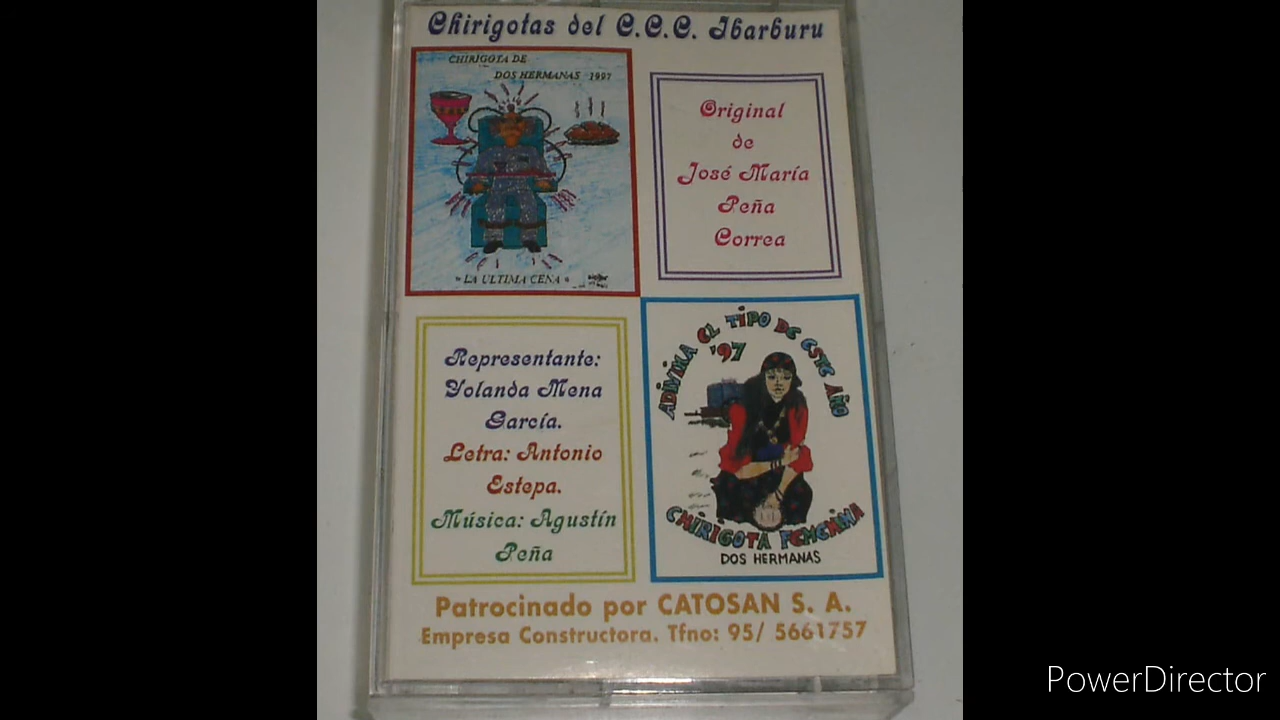 Chirigotas del C.C.C. Ibarburu
CHIRIGOTA DE
DOS HERMANAS 1997
"LA ULTIMA CENA"
Original
de
José María
Peña
Correa
Representante:
Yolanda Mena
García.
Letra: Antonio
Estepa.
Música: Agustín
Peña
ADIVINA EL TIPO DE ESTE AÑO
'97
CHIRIGOTA FEMENINA
DOS HERMANAS
Patrocinado por CATOSAN S. A.
Empresa Constructora. Tfno: 95/ 5661757
PowerDirector